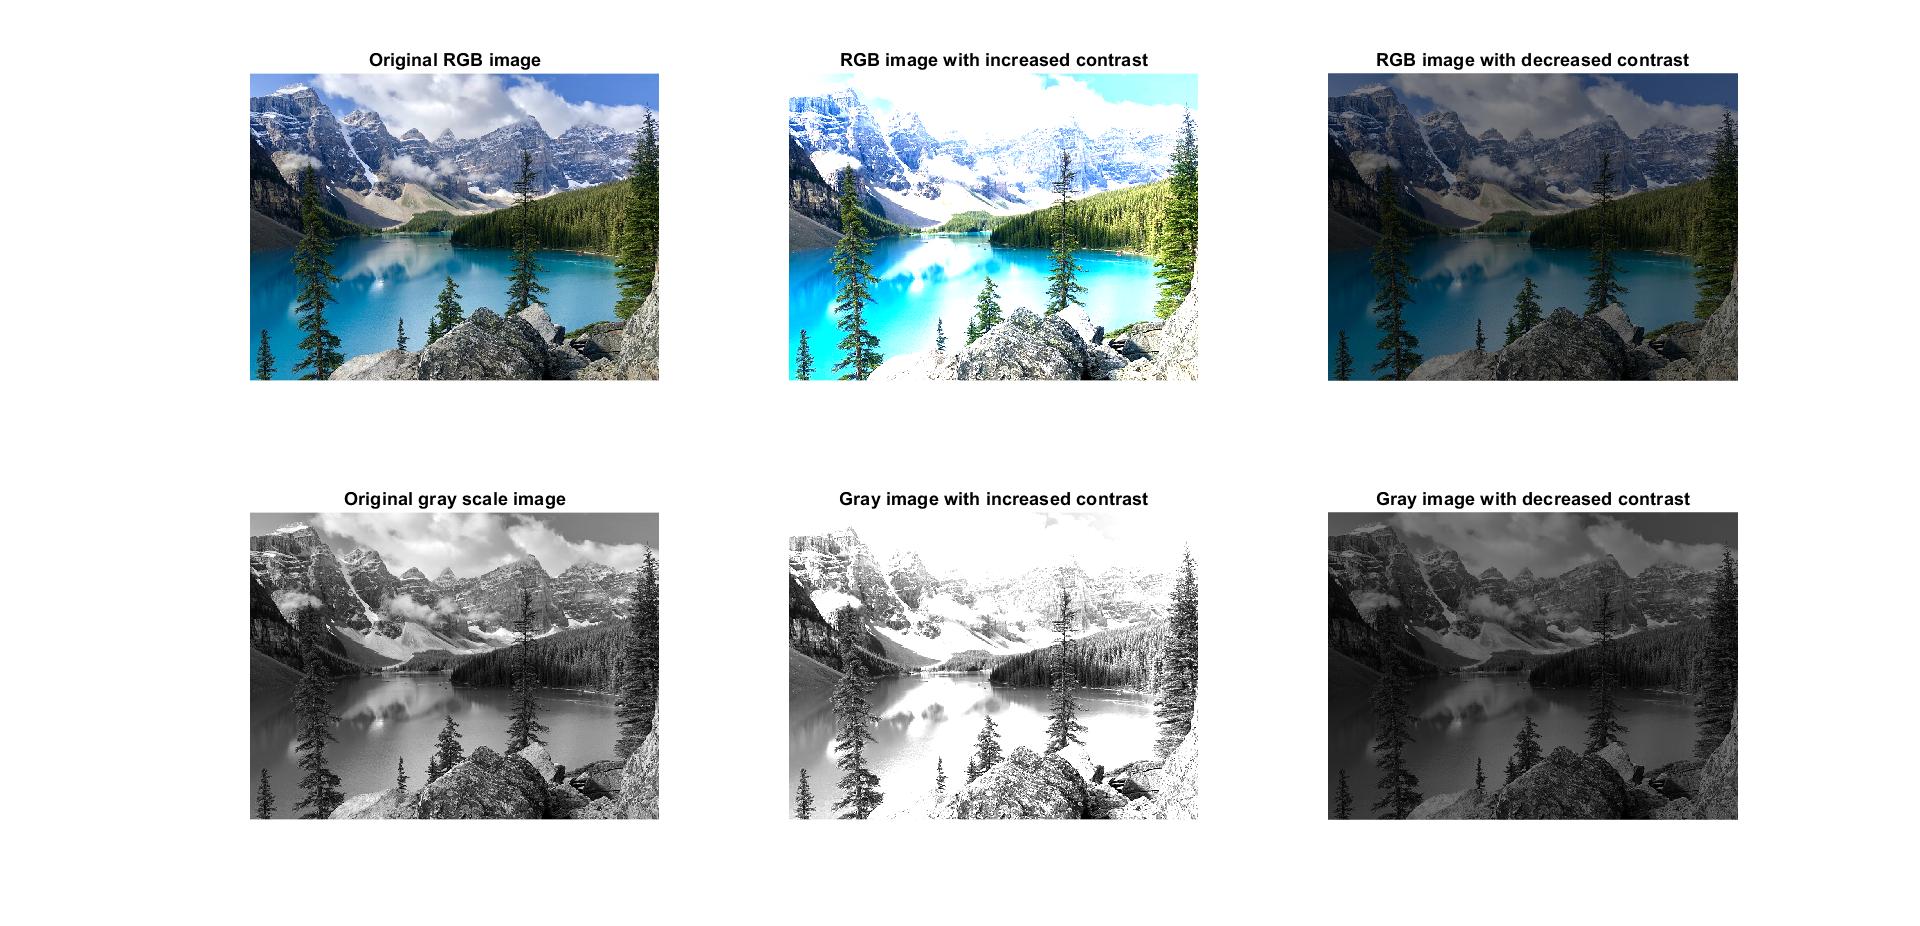 Original RGB image
RGB image with increased contrast
RGB image with decreased contrast
Original gray scale image
Gray image with increased contrast
Gray image with decreased contrast